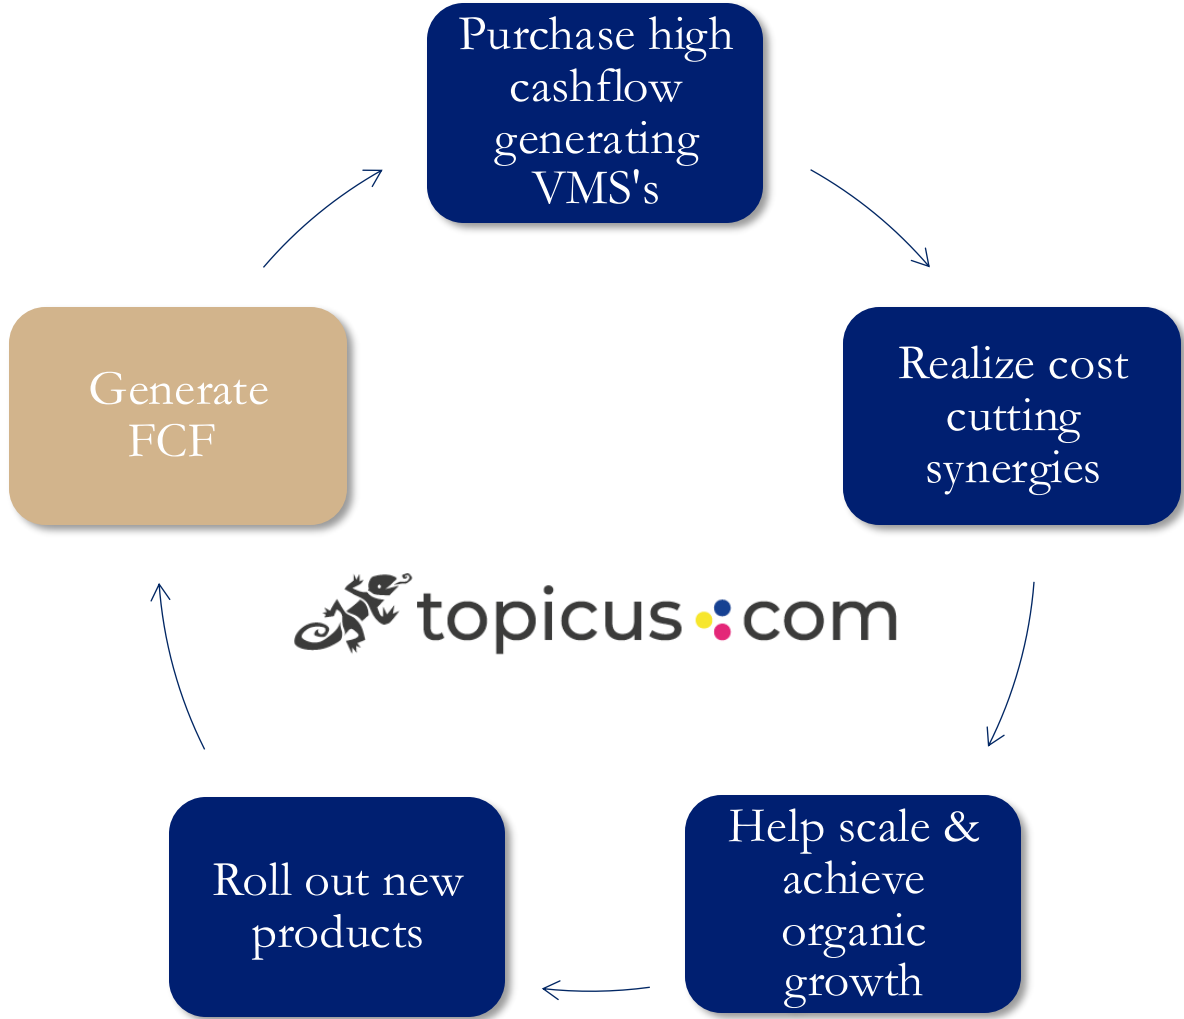 Purchase high
cashflow
generating
VMS's
Realize cost
cutting
synergies
Help scale &
achieve
organic
growth
Roll out new
products
Generate
FCF
topicus.com